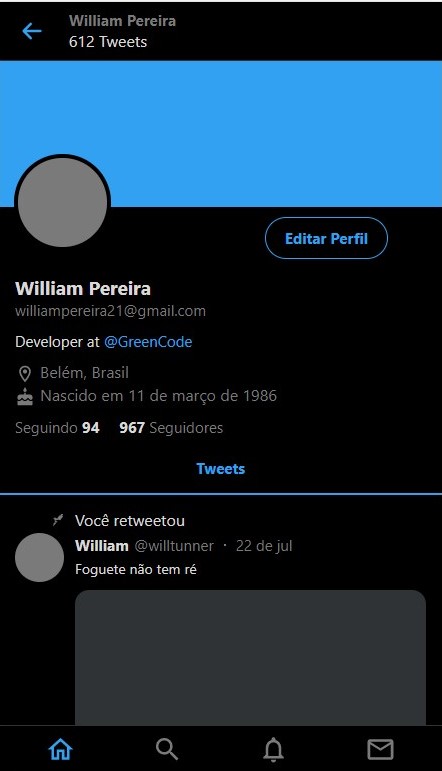 William Pereira
612 Tweets
Editar Perfil
William Pereira
williampereira21@gmail.com
Developer at @GreenCode
Belém, Brasil
Nascido em 11 de março de 1986
Seguindo 94 967 Seguidores
Tweets
Você retweetou
William @willtunner · 22 de jul
Foguete não tem ré